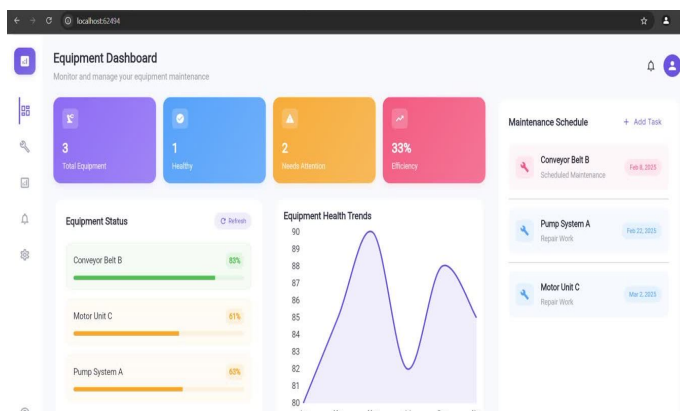 localhost:62494
Equipment Dashboard
Monitor and manage your equipment maintenance
3
Total Equipment
1
Healthy
2
Needs Attention
33%
Efficiency
Equipment Status
Refresh
Conveyor Belt B
83%
Motor Unit C
61%
Pump System A
63%
Equipment Health Trends
90
89
88
87
86
85
84
83
82
81
80
Maintenance Schedule
+ Add Task
Conveyor Belt B
Scheduled Maintenance
Feb 8, 2025
Pump System A
Repair Work
Feb 22, 2025
Motor Unit C
Repair Work
Mar 2, 2025